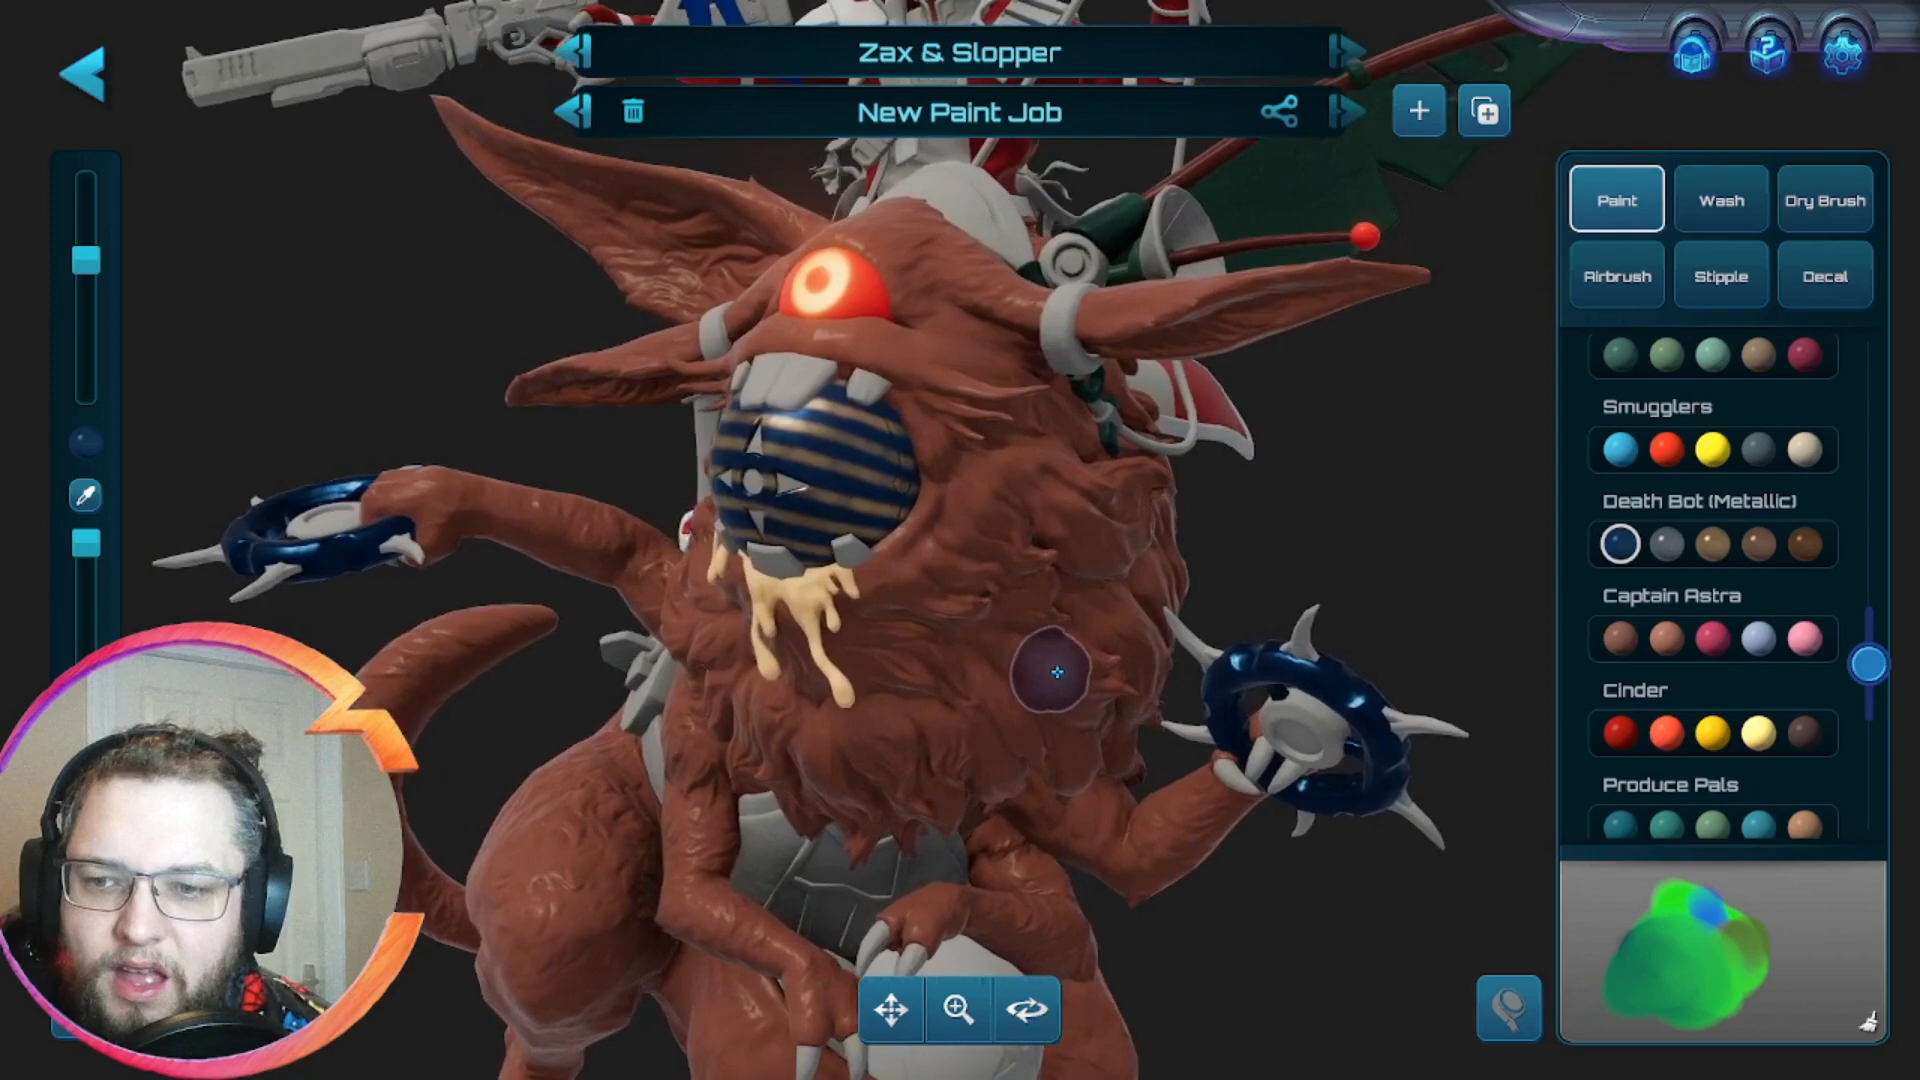 Zax & Slopper
New Paint Job
Paint
Wash
Dry Brush
Airbrush
Stipple
Decal
Smugglers
Death Bot (Metallic)
Captain Astra
Cinder
Produce Pals